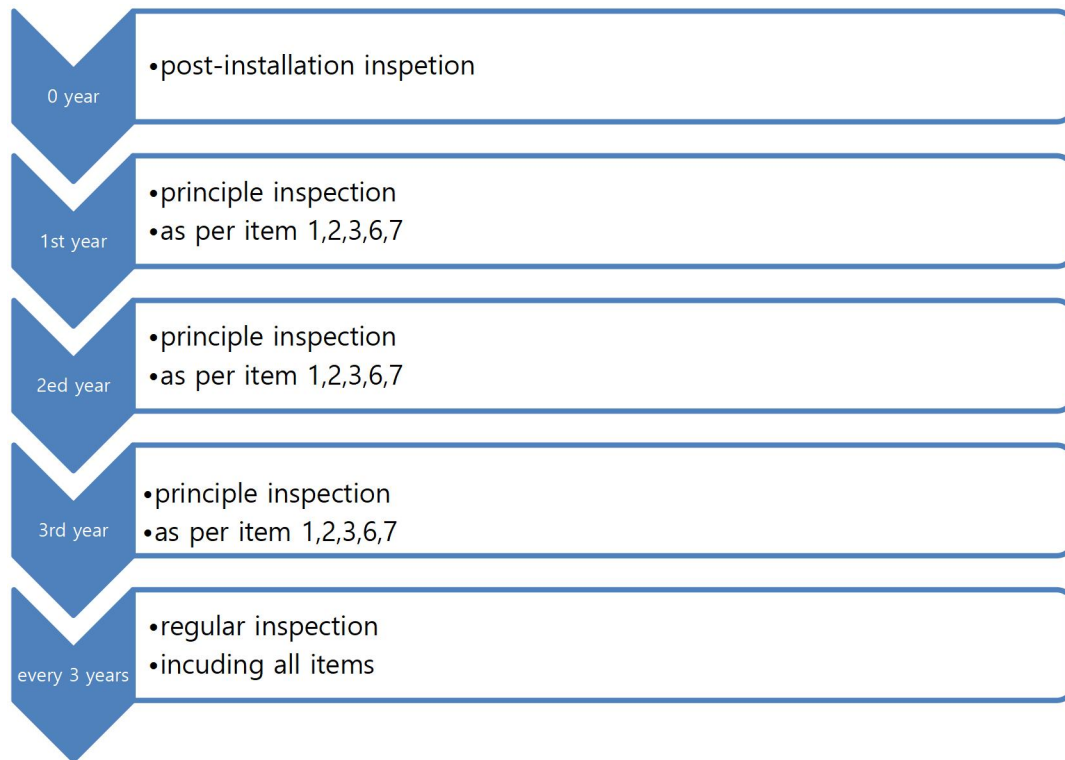 0 year
•post-installation inspetion
1st year
•principle inspection
•as per item 1,2,3,6,7
2ed year
•principle inspection
•as per item 1,2,3,6,7
3rd year
•principle inspection
•as per item 1,2,3,6,7
every 3 years
•regular inspection
•incuding all items